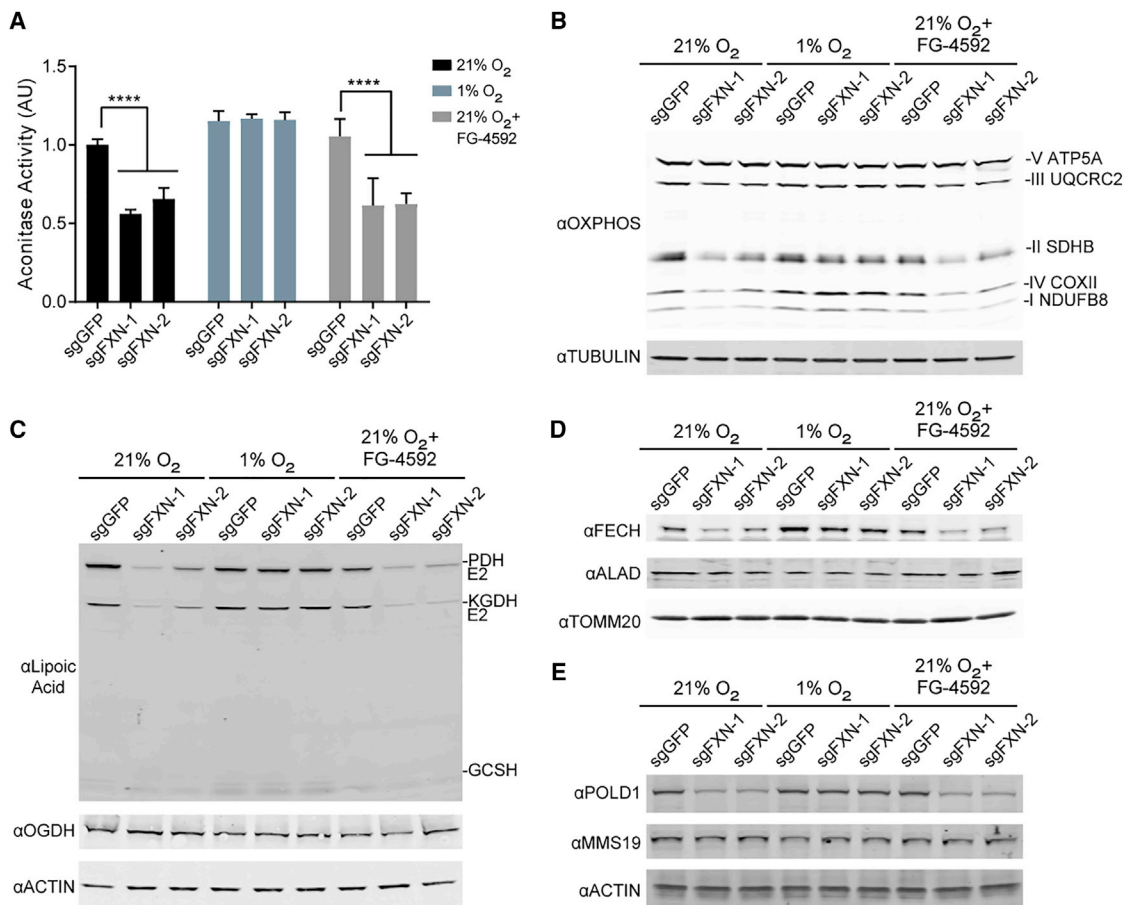 A
1.5
1.0
0.5
0.0
Aconitase Activity (AU)
****
****
21% O2
1% O2
21% O2+
FG-4592
sgGFP
sgFXN-1
sgFXN-2
sgGFP
sgFXN-1
sgFXN-2
sgGFP
sgFXN-1
sgFXN-2
B
21% O2
1% O2
21% O2+
FG-4592
sgGFP
sgFXN-1
sgFXN-2
sgGFP
sgFXN-1
sgFXN-2
sgGFP
sgFXN-1
sgFXN-2
αOXPHOS
-V ATP5A
-III UQCRC2
-II SDHB
-IV COXII
-I NDUFB8
αTUBULIN
C
21% O2
1% O2
21% O2+
FG-4592
sgGFP
sgFXN-1
sgFXN-2
sgGFP
sgFXN-1
sgFXN-2
sgGFP
sgFXN-1
sgFXN-2
-PDH
E2
-KGDH
E2
αLipoic
Acid
-GCSH
αOGDH
αACTIN
D
21% O2
1% O2
21% O2+
FG-4592
sgGFP
sgFXN-1
sgFXN-2
sgGFP
sgFXN-1
sgFXN-2
sgGFP
sgFXN-1
sgFXN-2
αFECH
αALAD
αTOMM20
E
21% O2
1% O2
21% O2+
FG-4592
sgGFP
sgFXN-1
sgFXN-2
sgGFP
sgFXN-1
sgFXN-2
sgGFP
sgFXN-1
sgFXN-2
αPOLD1
αMMS19
αACTIN